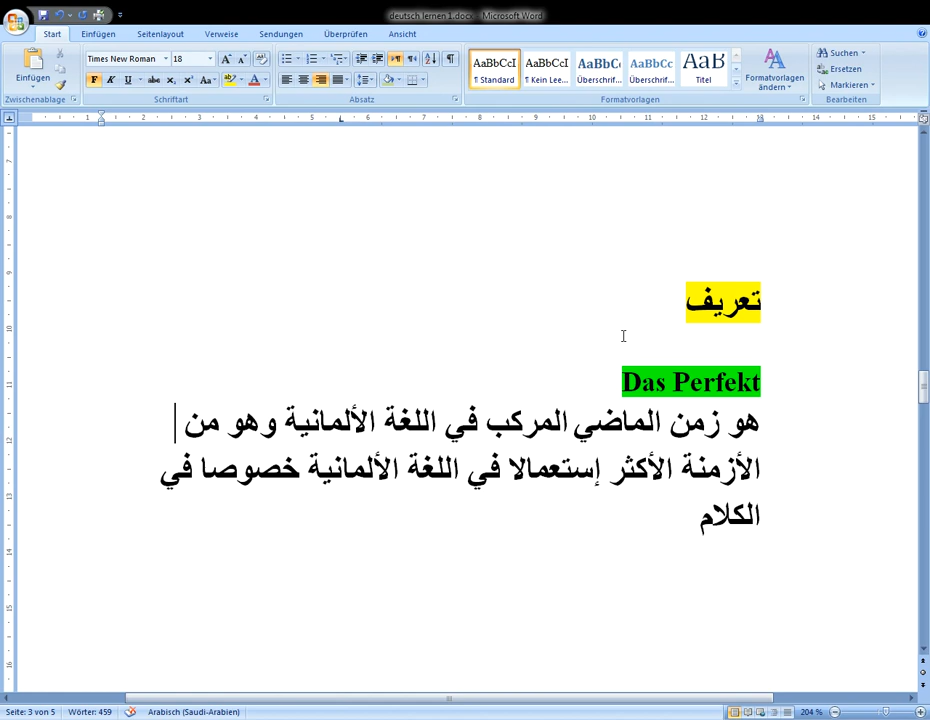 deutsch lernen 1.docx - Microsoft Word
Start Einfügen Seitenlayout Verweise Sendungen Überprüfen Ansicht
Times New Roman 18 Suchen
Einfügen AaBbCcI AaBbCcI AaBbC AaBbCc AaB Formatvorlagen ändern Ersetzen
F K U abc Standard Kein Lee... Überschrif... Überschrif... Titel Markieren
Zwischenablage Schriftart Absatz Formatvorlagen Bearbeiten
تعريف
Das Perfekt
هو زمن الماضي المركب في اللغة الألمانية وهو من
الأزمنة الأكثر إستعمالا في اللغة الألمانية خصوصا في
الكلام
Seite: 3 von 5 Wörter: 459 Arabisch (Saudi-Arabien) 204 %